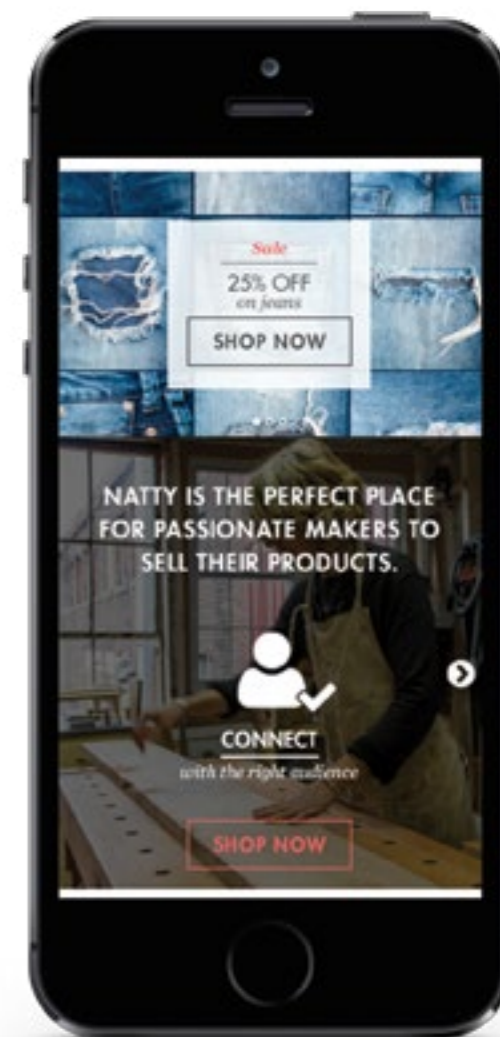 Sale
25% OFF
on jeans
SHOP NOW
NATTY IS THE PERFECT PLACE
FOR PASSIONATE MAKERS TO
SELL THEIR PRODUCTS.
CONNECT
with the right audience
SHOP NOW